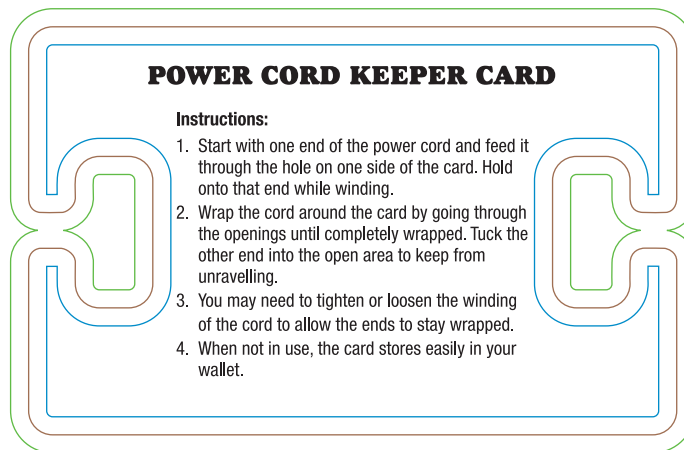 POWER CORD KEEPER CARD
Instructions:
1. Start with one end of the power cord and feed it
through the hole on one side of the card. Hold
onto that end while winding.
2. Wrap the cord around the card by going through
the openings until completely wrapped. Tuck the
other end into the open area to keep from
unravelling.
3. You may need to tighten or loosen the winding
of the cord to allow the ends to stay wrapped.
4. When not in use, the card stores easily in your
wallet.